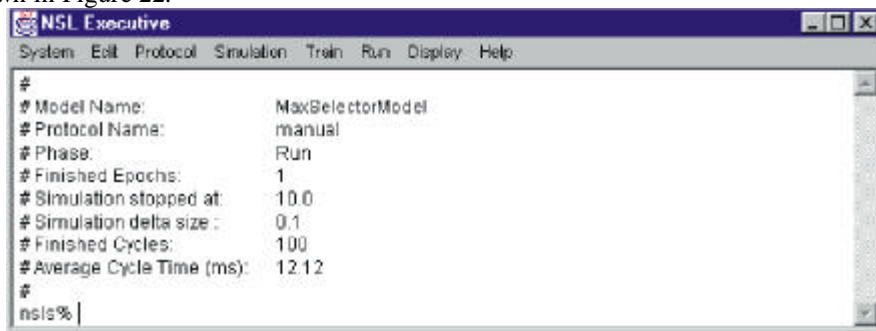 in Figure 22.
NSL Executive
System Edit Protocol Simulation Train Run Display Help
#
# Model Name: MaxSelectorModel
# Protocol Name: manual
# Phase: Run
# Finished Epochs: 1
# Simulation stopped at: 10.0
# Simulation delta size : 0.1
# Finished Cycles: 100
# Average Cycle Time (ms): 12.12
#
nsls%